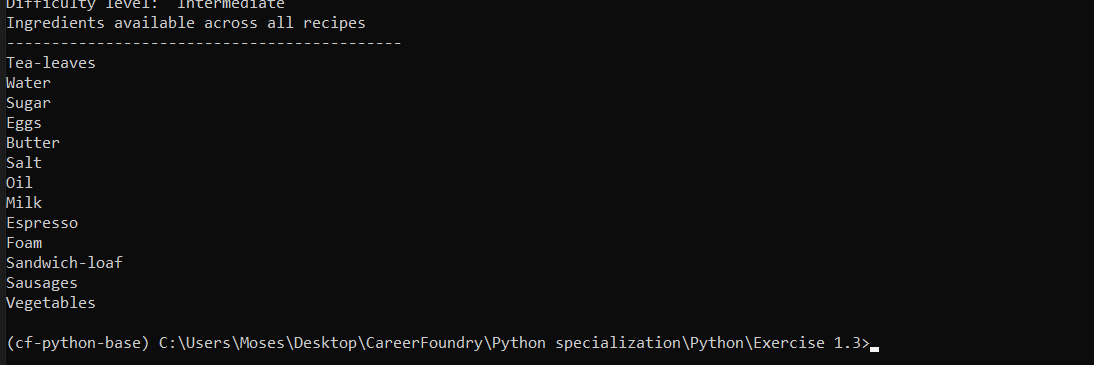 Difficulty level:  Intermediate
Ingredients available across all recipes
--------------------------------------------
Tea-leaves
Water
Sugar
Eggs
Butter
Salt
Oil
Milk
Espresso
Foam
Sandwich-loaf
Sausages
Vegetables
(cf-python-base) C:\Users\Moses\Desktop\CareerFoundry\Python specialization\Python\Exercise 1.3>